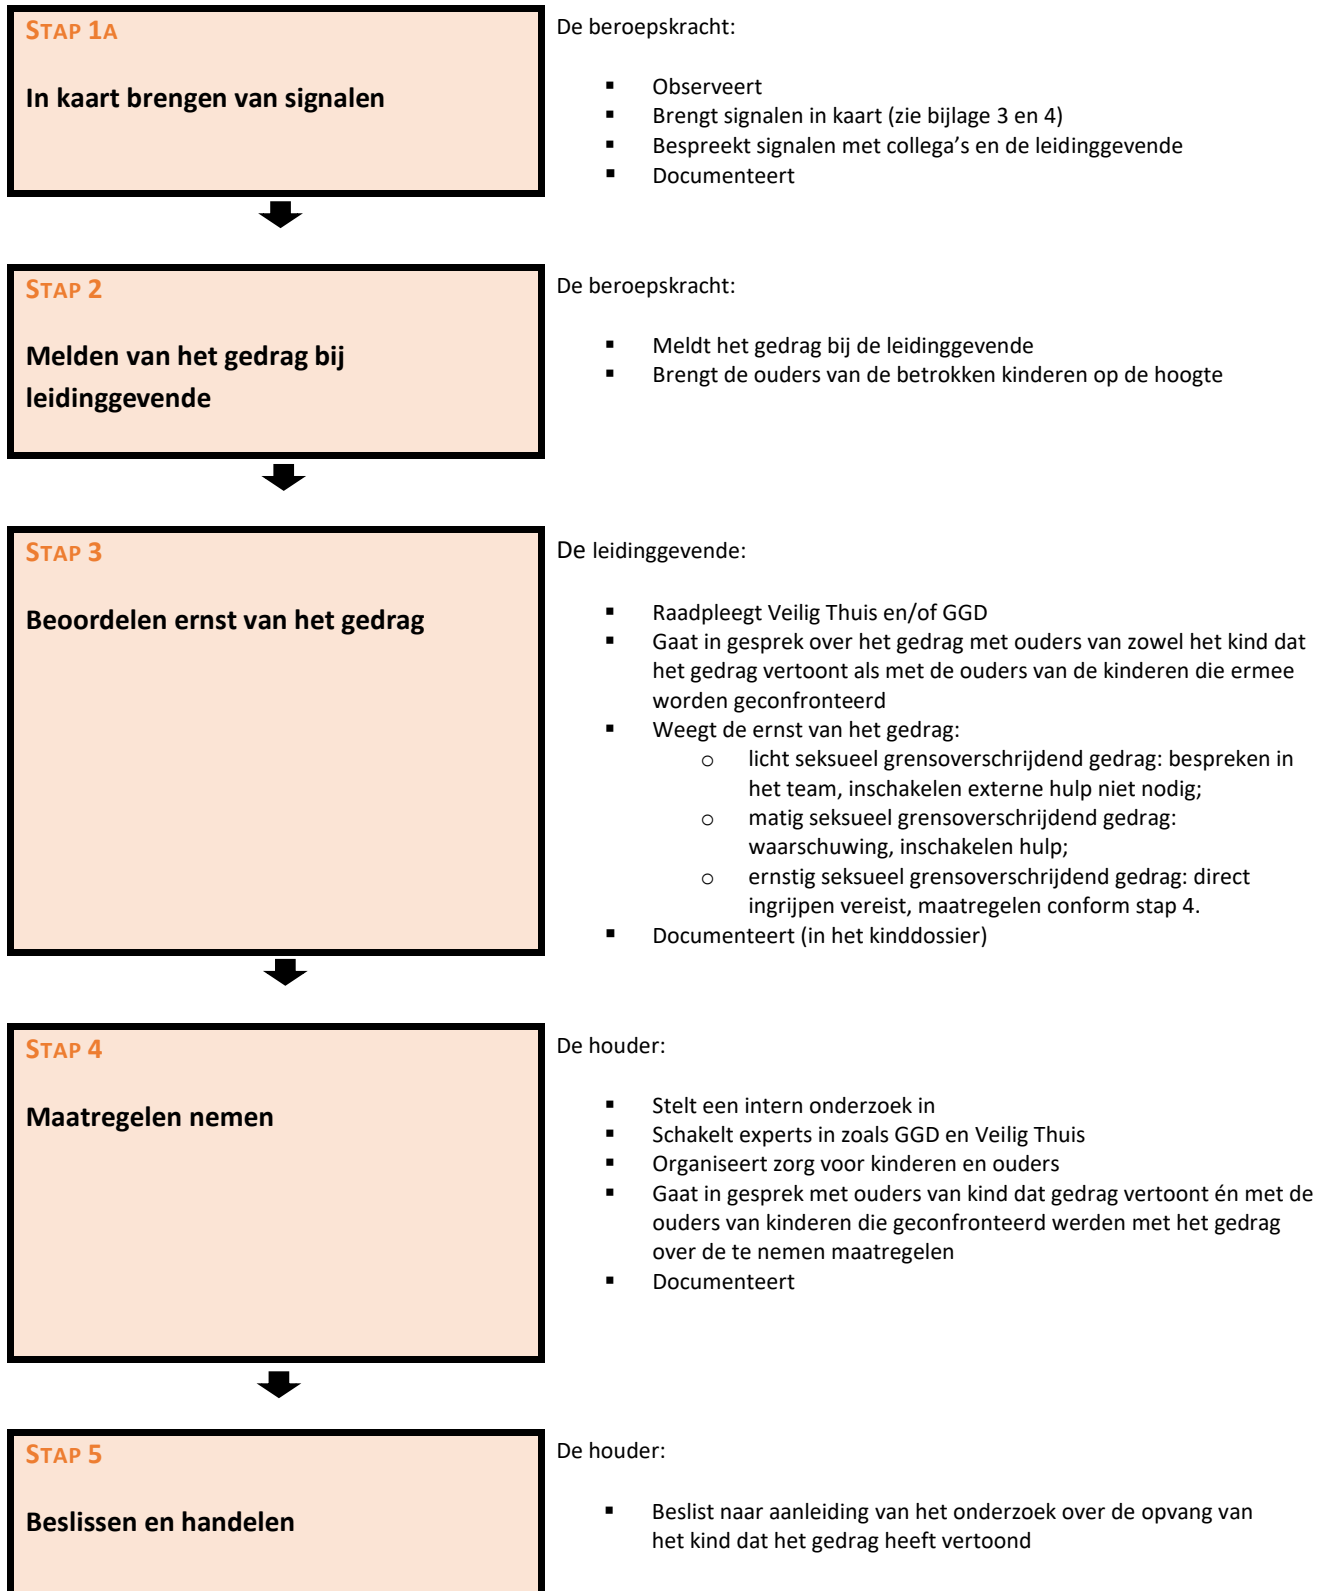 STAP 1A
In kaart brengen van signalen
De beroepskracht:
▪ Observeert
▪ Brengt signalen in kaart (zie bijlage 3 en 4)
▪ Bespreekt signalen met collega’s en de leidinggevende
▪ Documenteert
STAP 2
Melden van het gedrag bij
leidinggevende
De beroepskracht:
▪ Meldt het gedrag bij de leidinggevende
▪ Brengt de ouders van de betrokken kinderen op de hoogte
STAP 3
Beoordelen ernst van het gedrag
De leidinggevende:
▪ Raadpleegt Veilig Thuis en/of GGD
▪ Gaat in gesprek over het gedrag met ouders van zowel het kind dat
het gedrag vertoont als met de ouders van de kinderen die ermee
worden geconfronteerd
▪ Weegt de ernst van het gedrag:
o licht seksueel grensoverschrijdend gedrag: bespreken in
het team, inschakelen externe hulp niet nodig;
o matig seksueel grensoverschrijdend gedrag:
waarschuwing, inschakelen hulp;
o ernstig seksueel grensoverschrijdend gedrag: direct
ingrijpen vereist, maatregelen conform stap 4.
▪ Documenteert (in het kinddossier)
STAP 4
Maatregelen nemen
De houder:
▪ Stelt een intern onderzoek in
▪ Schakelt experts in zoals GGD en Veilig Thuis
▪ Organiseert zorg voor kinderen en ouders
▪ Gaat in gesprek met ouders van kind dat gedrag vertoont én met de
ouders van kinderen die geconfronteerd werden met het gedrag
over de te nemen maatregelen
▪ Documenteert
STAP 5
Beslissen en handelen
De houder:
▪ Beslist naar aanleiding van het onderzoek over de opvang van
het kind dat het gedrag heeft vertoond